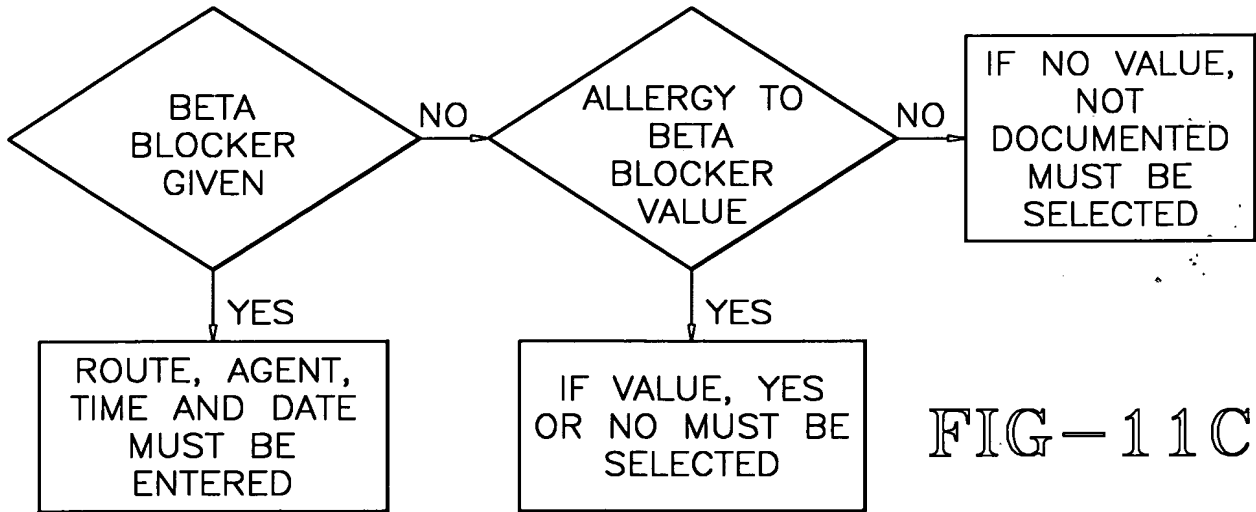 BETA
BLOCKER
GIVEN
NO
ALLERGY TO
BETA
BLOCKER
VALUE
NO
IF NO VALUE,
NOT
DOCUMENTED
MUST BE
SELECTED
YES
ROUTE, AGENT,
TIME AND DATE
MUST BE
ENTERED
YES
IF VALUE, YES
OR NO MUST BE
SELECTED
FIG-11C